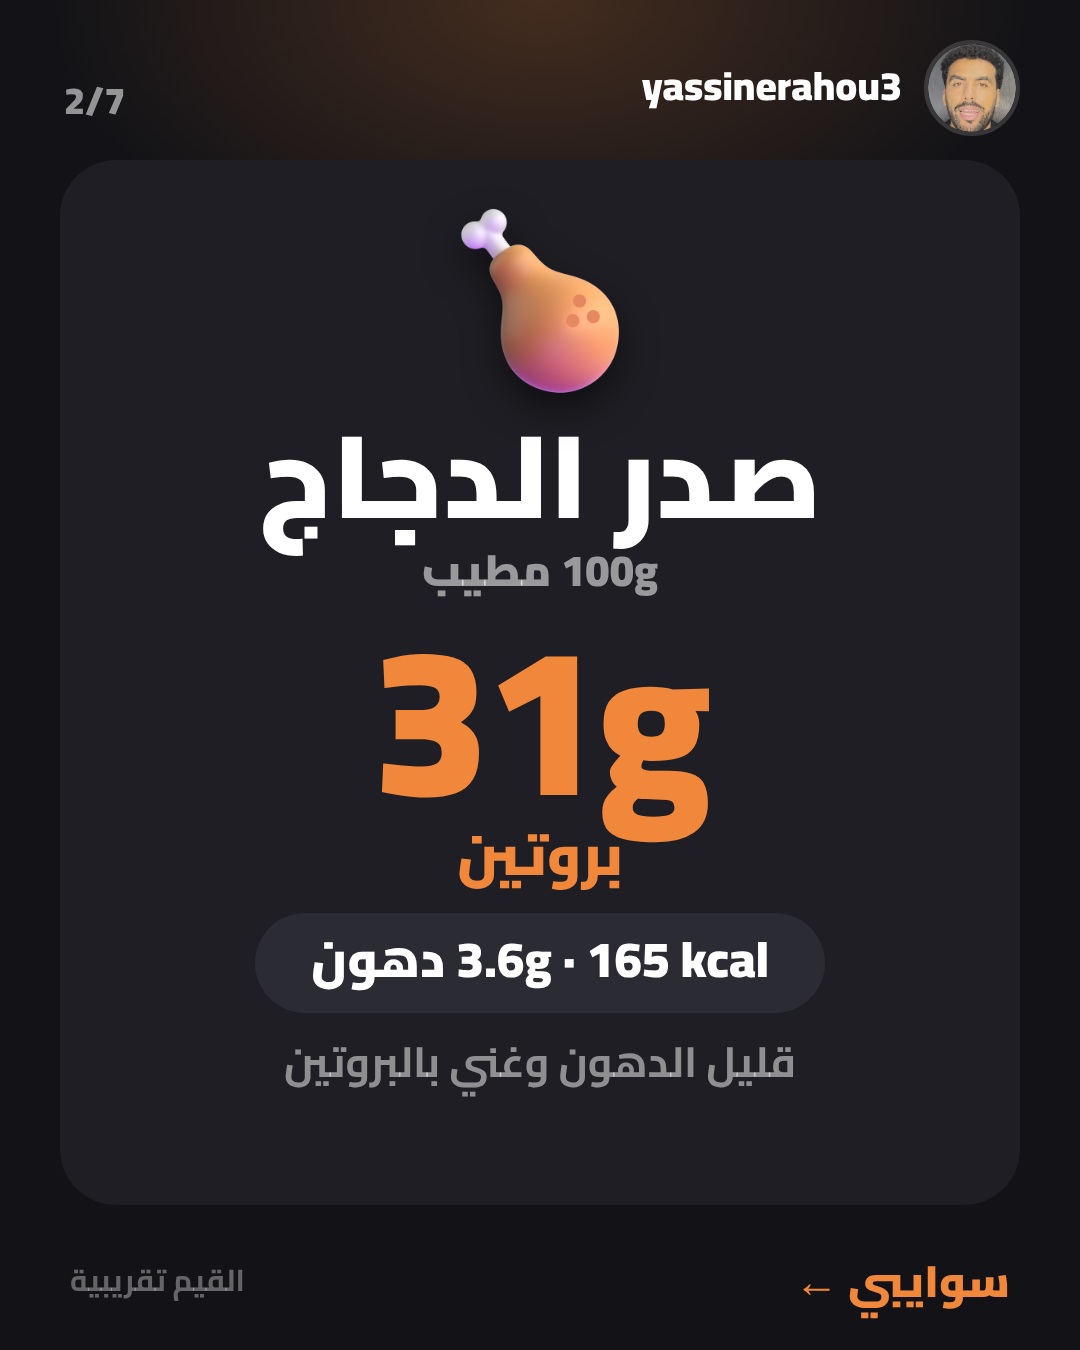 yassinerahou3
2/7
صدر الدجاج
100g مطيب
31g
بروتين
165 kcal · 3.6g دهون
قليل الدهون وغني بالبروتين
سوايبي ←
القيم تقريبية